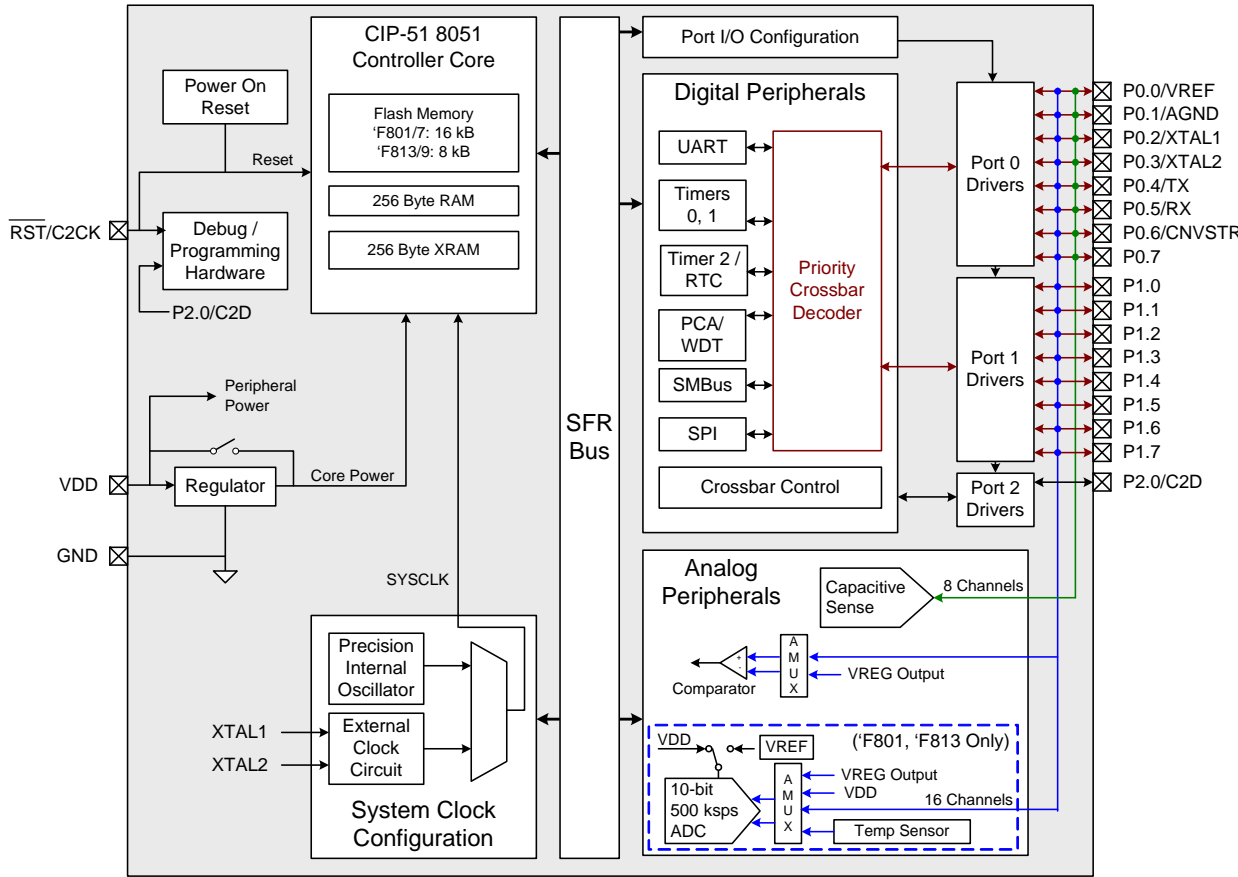 CIP-51 8051
Controller Core
Flash Memory
‘F801/7: 16 kB
‘F813/9: 8 kB
256 Byte RAM
256 Byte XRAM
Power On
Reset
Reset
RST/C2CK
Debug /
Programming
Hardware
P2.0/C2D
Peripheral
Power
VDD
Regulator
Core Power
GND
SYSCLK
Precision
Internal
Oscillator
XTAL1
XTAL2
External
Clock
Circuit
System Clock
Configuration
SFR
Bus
Port I/O Configuration
Digital Peripherals
UART
Timers
0, 1
Timer 2 /
RTC
PCA/
WDT
SMBus
SPI
Priority
Crossbar
Decoder
Crossbar Control
Port 0
Drivers
Port 1
Drivers
Port 2
Drivers
P0.0/VREF
P0.1/AGND
P0.2/XTAL1
P0.3/XTAL2
P0.4/TX
P0.5/RX
P0.6/CNVSTR
P0.7
P1.0
P1.1
P1.2
P1.3
P1.4
P1.5
P1.6
P1.7
P2.0/C2D
Analog
Peripherals
Capacitive
Sense
8 Channels
+
-
Comparator
A
M
U
X
VREG Output
(‘F801, ‘F813 Only)
VDD
VREF
10-bit
500 ksps
ADC
A
M
U
X
VREG Output
VDD
16 Channels
Temp Sensor